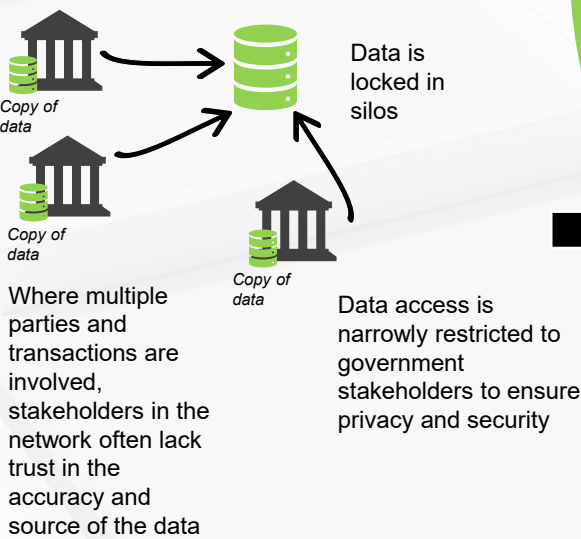 Data is
locked in
silos
Copy of
data
Copy of
data
Copy of
data
Where multiple
parties and
transactions are
involved,
stakeholders in the
network often lack
trust in the
accuracy and
source of the data
Data access is
narrowly restricted to
government
stakeholders to ensure
privacy and security